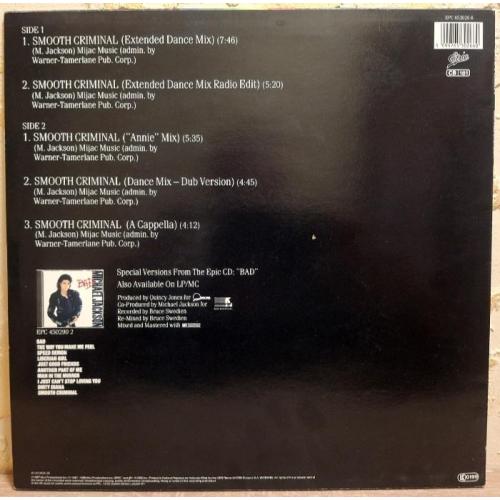 EPC 653026 6
SIDE 1
1. SMOOTH CRIMINAL (Extended Dance Mix) (7:46)
(M. Jackson) Mijac Music (admin. by
Warner-Tamerlane Pub. Corp.)
Epic
2. SMOOTH CRIMINAL (Extended Dance Mix Radio Edit) (5:20)
(M. Jackson) Mijac Music (admin. by
Warner-Tamerlane Pub. Corp.)
SIDE 2
1. SMOOTH CRIMINAL ("Annie" Mix) (5:35)
(M. Jackson) Mijac Music (admin. by
Warner-Tamerlane Pub. Corp.)
2. SMOOTH CRIMINAL (Dance Mix – Dub Version) (4:45)
(M. Jackson) Mijac Music (admin. by
Warner-Tamerlane Pub. Corp.)
3. SMOOTH CRIMINAL (A Cappella) (4:12)
(M. Jackson) Mijac Music (admin. by
Warner-Tamerlane Pub. Corp.)
Special Versions From The Epic CD: "BAD"
Also Available On LP/MC
Produced by Quincy Jones for
Co-Produced by Michael Jackson for
Recorded by Bruce Swedien
Re-Mixed by Bruce Swedien
Mixed and Mastered with
MICHAEL JACKSON
BAD
EPC 450290 2
BAD
THE WAY YOU MAKE ME FEEL
SPEED DEMON
LIBERIAN GIRL
JUST GOOD FRIENDS
ANOTHER PART OF ME
MAN IN THE MIRROR
I JUST CAN'T STOP LOVING YOU
DIRTY DIANA
SMOOTH CRIMINAL